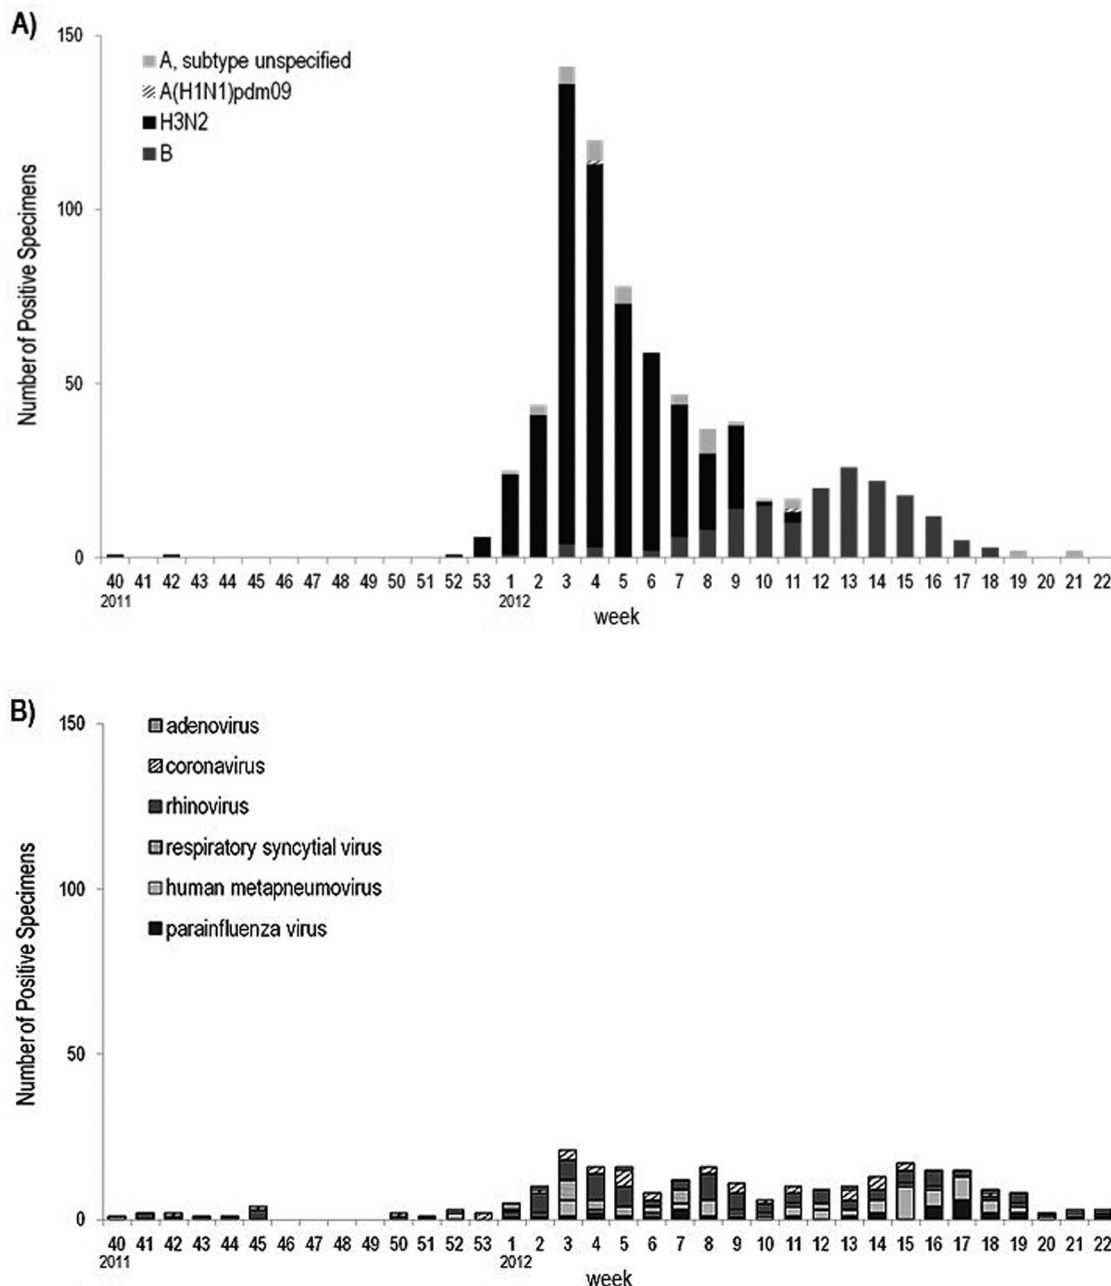 A)
150
A, subtype unspecified
A(H1N1)pdm09
H3N2
B
100
50
0
Number of Positive Specimens
40 41 42 43 44 45 56 47 48 49 50 51 52 53 1 2 3 4 5 6 7 8 9 10 11 12 13 14 15 16 17 18 19 20 21 22
2011 2012
week
B)
150
adenovirus
coronavirus
rhinovirus
respiratory syncytial virus
human metapneumovirus
parainfluenza virus
100
50
0
Number of Positive Specimens
40 41 42 43 44 45 46 47 48 49 50 51 52 53 1 2 3 4 5 6 7 8 9 10 11 12 13 14 15 16 17 18 19 20 21 22
2011 2012
week